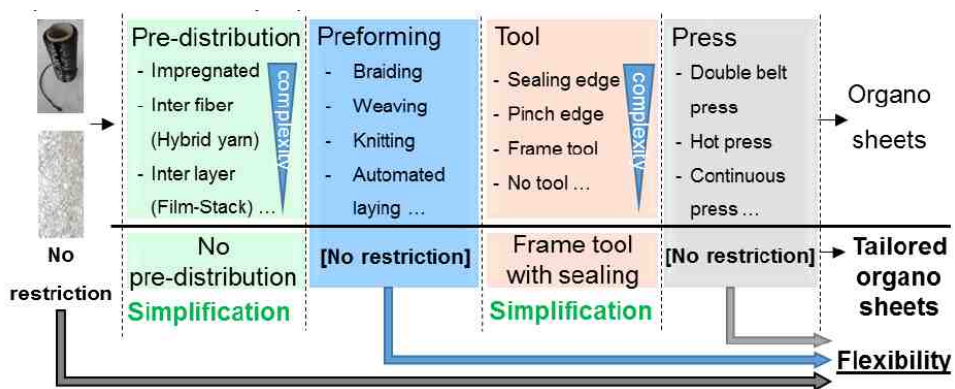 Pre-distribution
- Impregnated
- Inter fiber
(Hybrid yarn)
- Inter layer
(Film-Stack) ...
complexity
Preforming
- Braiding
- Weaving
- Knitting
- Automated
laying ...
Tool
- Sealing edge
- Pinch edge
- Frame tool
- No tool ...
complexity
Press
- Double belt
press
- Hot press
- Continuous
press ...
Organo
sheets
No
restriction
No
pre-distribution
Simplification
[No restriction]
Frame tool
with sealing
Simplification
[No restriction]
Tailored
organo
sheets
Flexibility